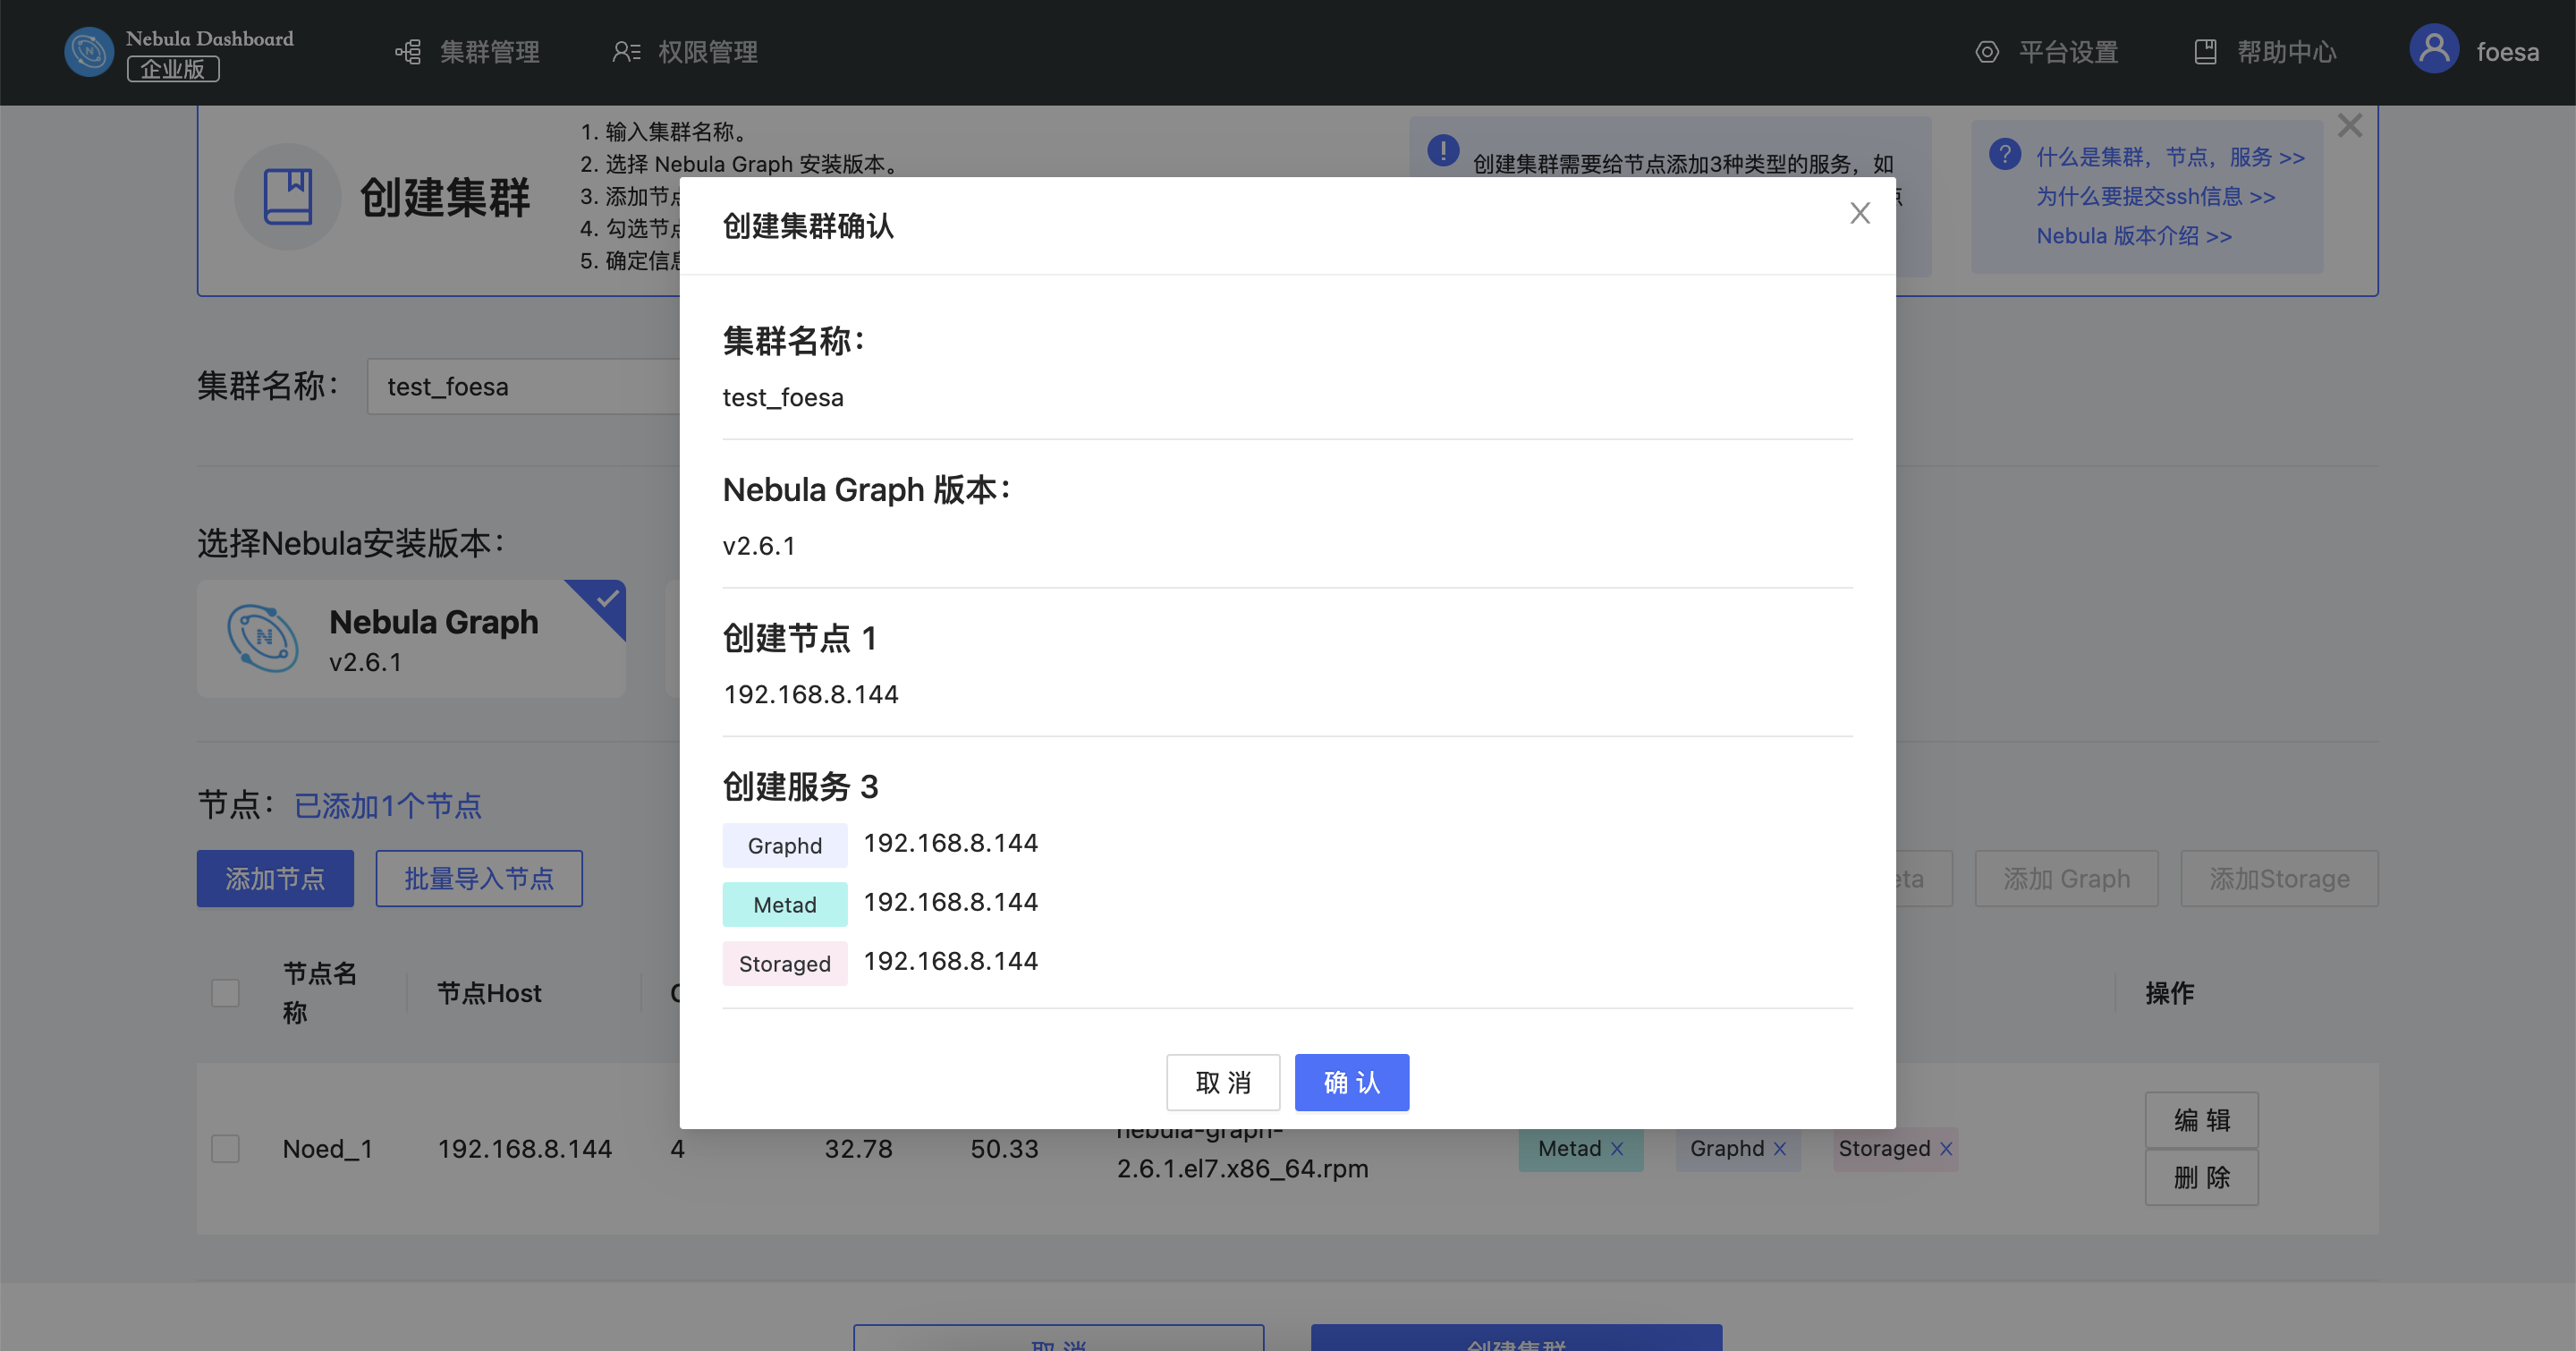 Nebula Dashboard
企业版
集群管理
权限管理
平台设置
帮助中心
foesa
创建集群
1. 输入集群名称。
2. 选择 Nebula Graph 安装版本。
3. 添加节点
4. 勾选节点
5. 确定信息
创建集群需要给节点添加3种类型的服务，如
什么是集群，节点，服务 >>
为什么要提交ssh信息 >>
Nebula 版本介绍 >>
集群名称：
test_foesa
选择Nebula安装版本：
Nebula Graph
v2.6.1
节点：已添加1个节点
添加节点
批量导入节点
添加 Graph
添加Storage
节点名称
节点Host
操作
Noed_1
192.168.8.144
4
32.78
50.33
nebula-graph-
2.6.1.el7.x86_64.rpm
Metad ×
Graphd ×
Storaged ×
编 辑
删 除
取 消
创建集群
创建集群确认
集群名称：
test_foesa
Nebula Graph 版本：
v2.6.1
创建节点 1
192.168.8.144
创建服务 3
Graphd 192.168.8.144
Metad 192.168.8.144
Storaged 192.168.8.144
取 消
确 认